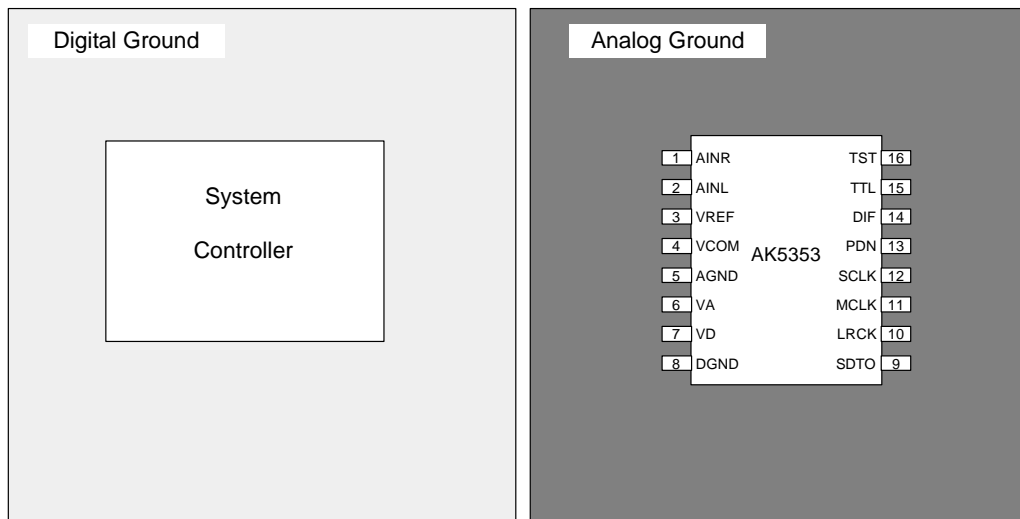 Digital Ground
System
Controller
Analog Ground
1 AINR TST 16
2 AINL TTL 15
3 VREF DIF 14
4 VCOM PDN 13
AK5353
5 AGND SCLK 12
6 VA MCLK 11
7 VD LRCK 10
8 DGND SDTO 9